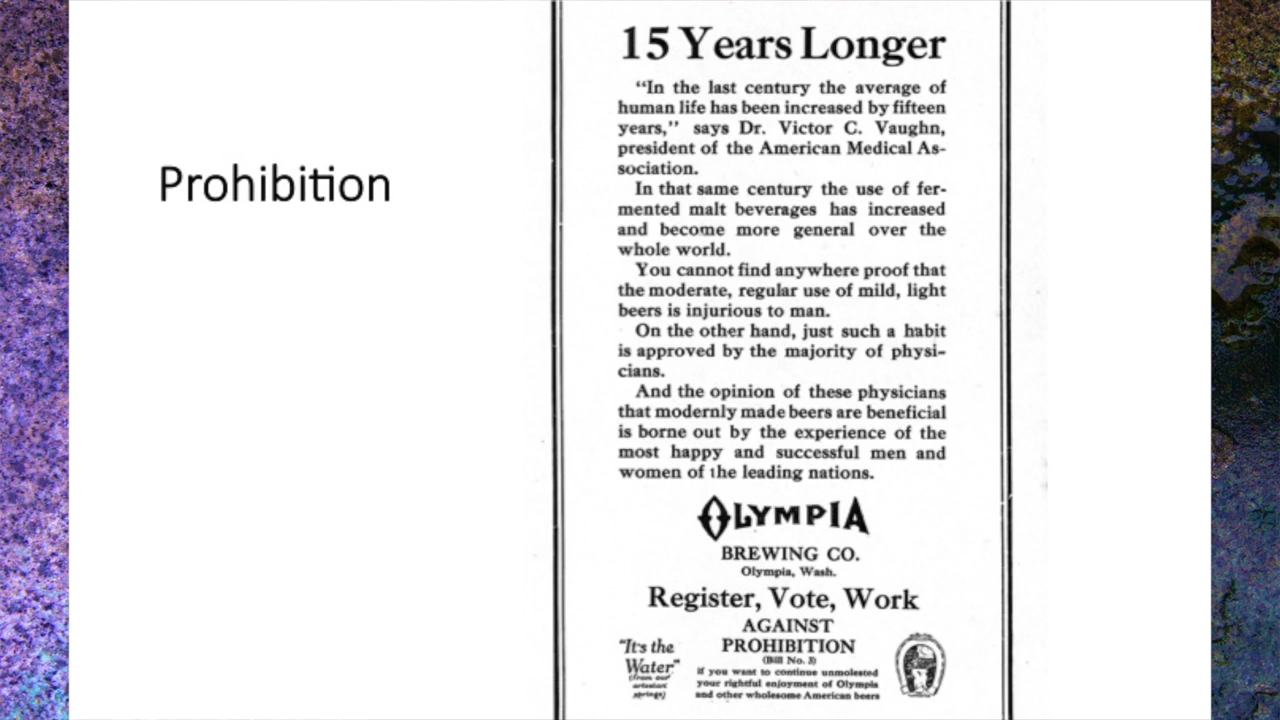 Prohibition
15 Years Longer
“In the last century the average of
human life has been increased by fifteen
years,” says Dr. Victor C. Vaughn,
president of the American Medical As-
sociation.
In that same century the use of fer-
mented malt beverages has increased
and become more general over the
whole world.
You cannot find anywhere proof that
the moderate, regular use of mild, light
beers is injurious to man.
On the other hand, just such a habit
is approved by the majority of physi-
cians.
And the opinion of these physicians
that modernly made beers are beneficial
is borne out by the experience of the
most happy and successful men and
women of the leading nations.
OLYMPIA
BREWING CO.
Olympia, Wash.
Register, Vote, Work
AGAINST
PROHIBITION
(Bill No. 3)
if you want to continue unmolested
your rightful enjoyment of Olympia
and other wholesome American beers
“It's the
Water”
(from our
artesian
springs)